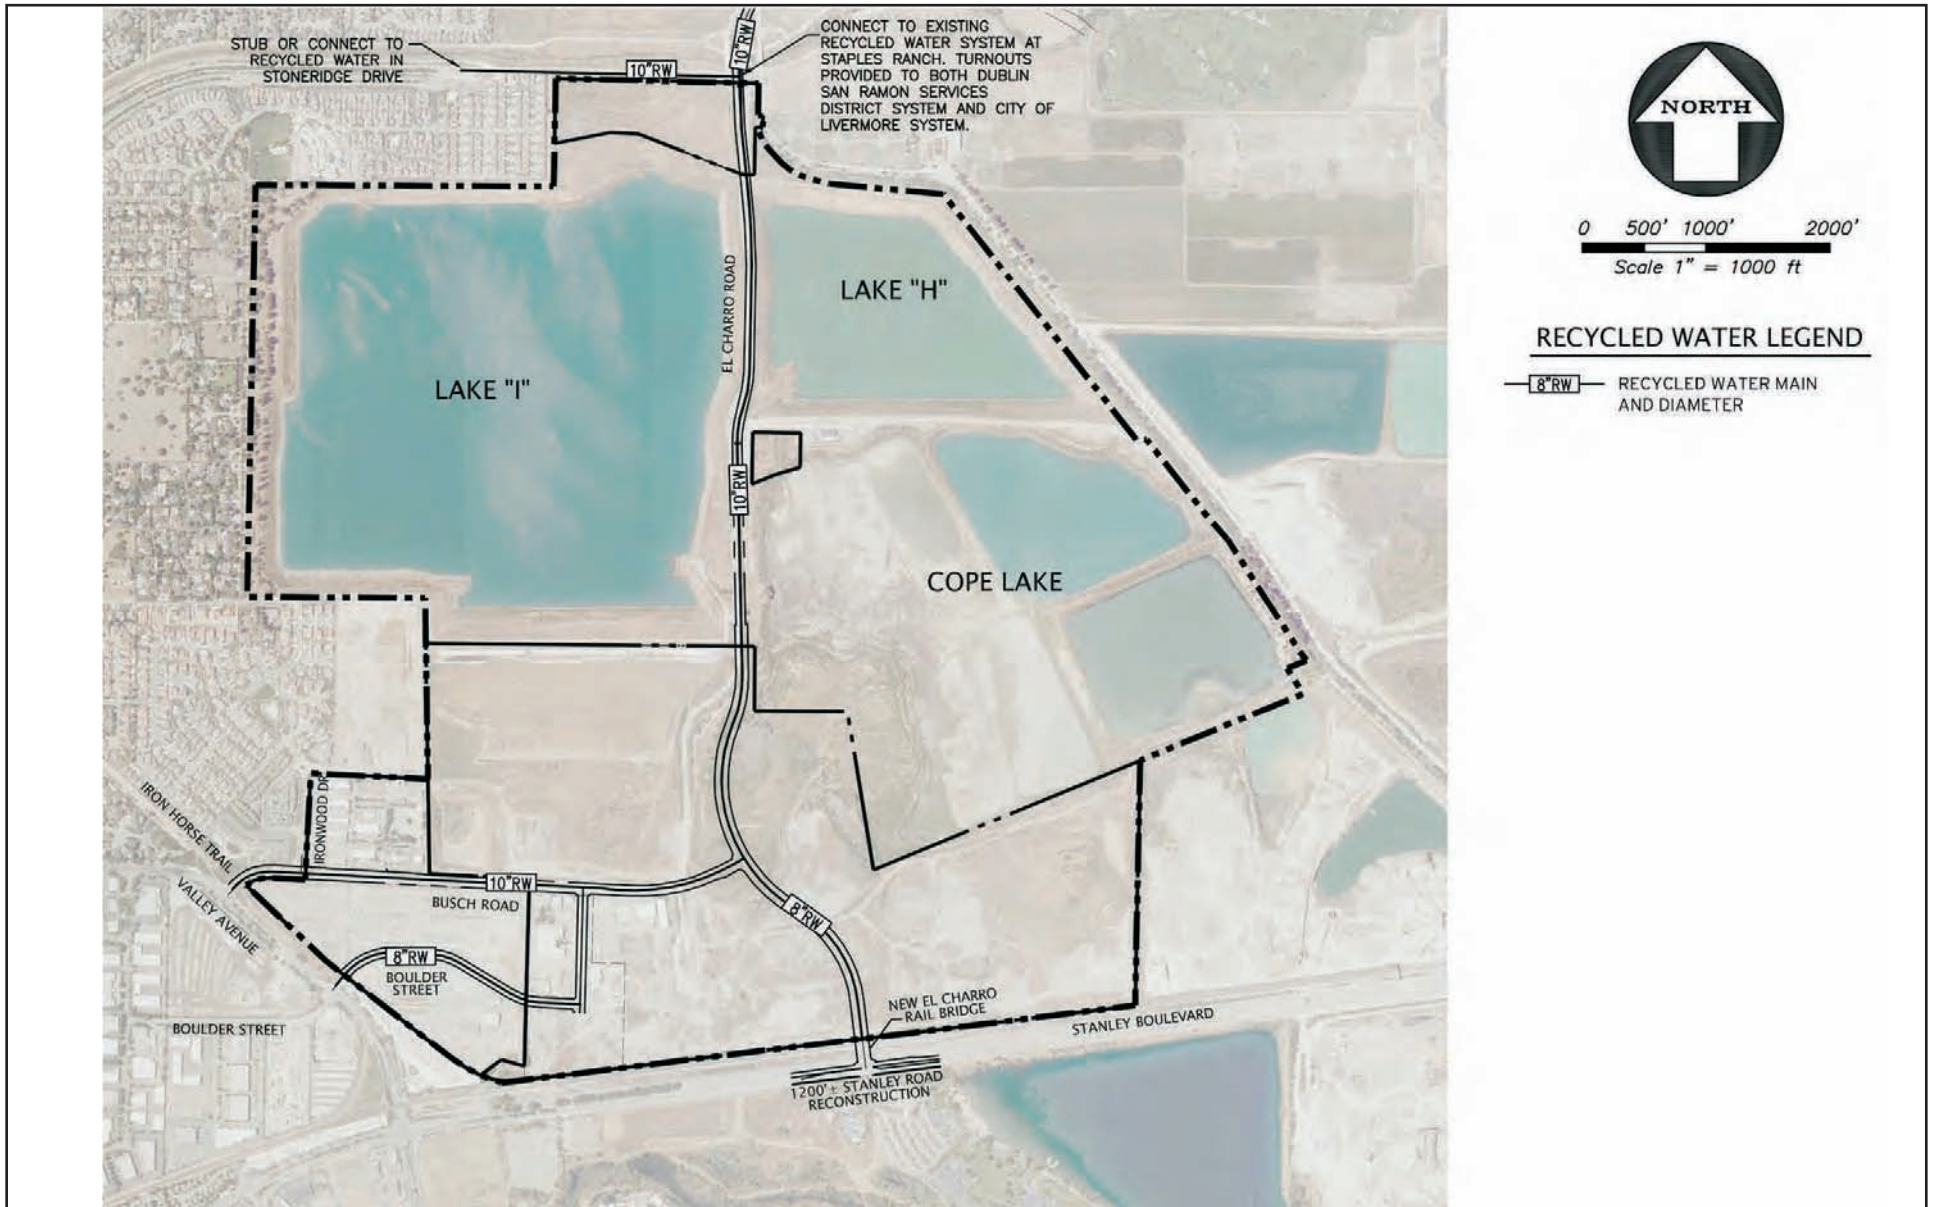 STUB OR CONNECT TO
RECYCLED WATER IN
STONERIDGE DRIVE
10"RW
10"RW
CONNECT TO EXISTING
RECYCLED WATER SYSTEM AT
STAPLES RANCH. TURNOUTS
PROVIDED TO BOTH DUBLIN
SAN RAMON SERVICES
DISTRICT SYSTEM AND CITY OF
LIVERMORE SYSTEM.
NORTH
0 500' 1000' 2000'
Scale 1" = 1000 ft
RECYCLED WATER LEGEND
8"RW
RECYCLED WATER MAIN
AND DIAMETER
LAKE "I"
EL CHARRO ROAD
LAKE "H"
10"RW
COPE LAKE
IRON HORSE TRAIL
IRONWOOD DR
VALLEY AVENUE
10"RW
BUSCH ROAD
8"RW
8"RW
BOULDER
STREET
BOULDER STREET
NEW EL CHARRO
RAIL BRIDGE
STANLEY BOULEVARD
1200'± STANLEY ROAD
RECONSTRUCTION